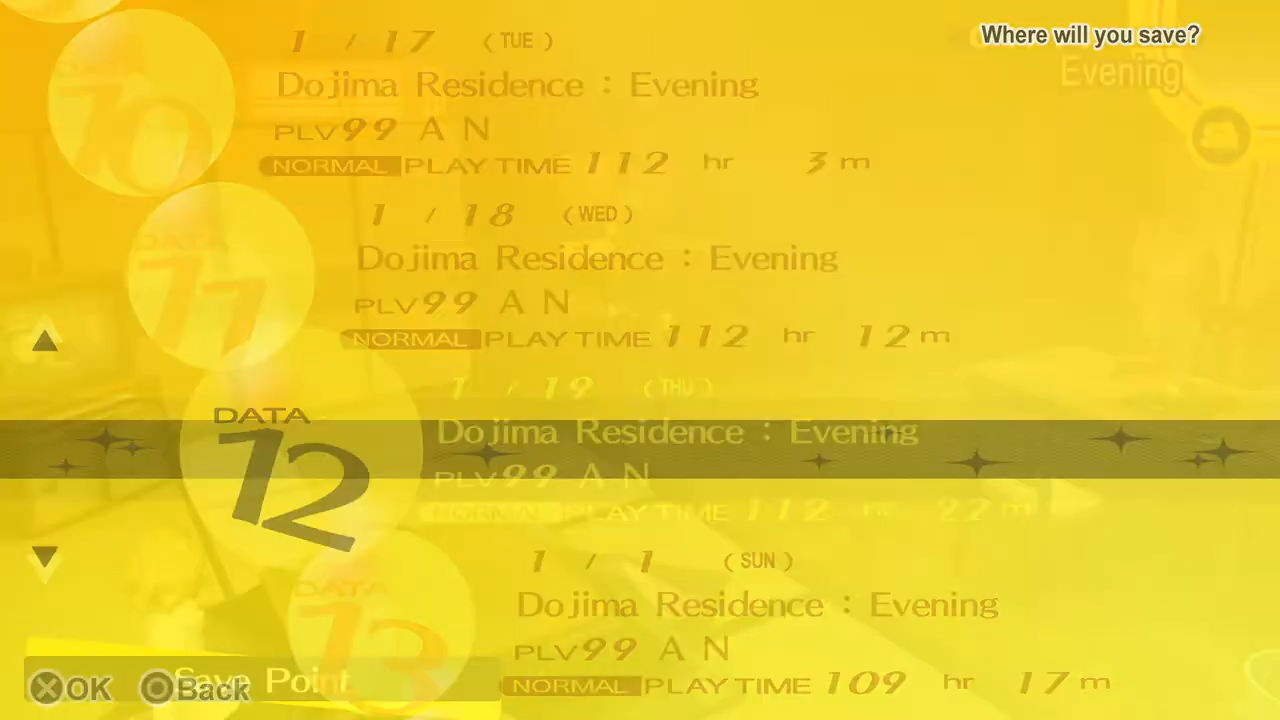 Where will you save?
Evening
DATA 10
1 / 17 (TUE)
Dojima Residence : Evening
PLV99 A N
NORMAL PLAY TIME 112 hr 3 m
DATA 11
1 / 18 (WED)
Dojima Residence : Evening
PLV99 A N
NORMAL PLAY TIME 112 hr 12 m
DATA 12
1 / 19 (THU)
Dojima Residence : Evening
PLV99 A N
NORMAL PLAY TIME 112 hr 22 m
DATA 13
1 / 1 (SUN)
Dojima Residence : Evening
PLV99 A N
NORMAL PLAY TIME 109 hr 17 m
Save Point
OK Back